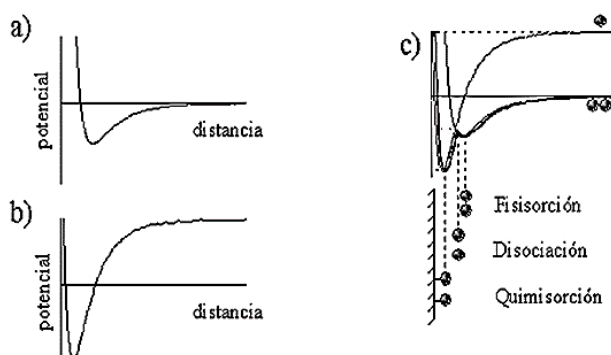 a)
potencial
distancia
b)
potencial
distancia
c)
Fisisorción
Disociación
Quimisorción